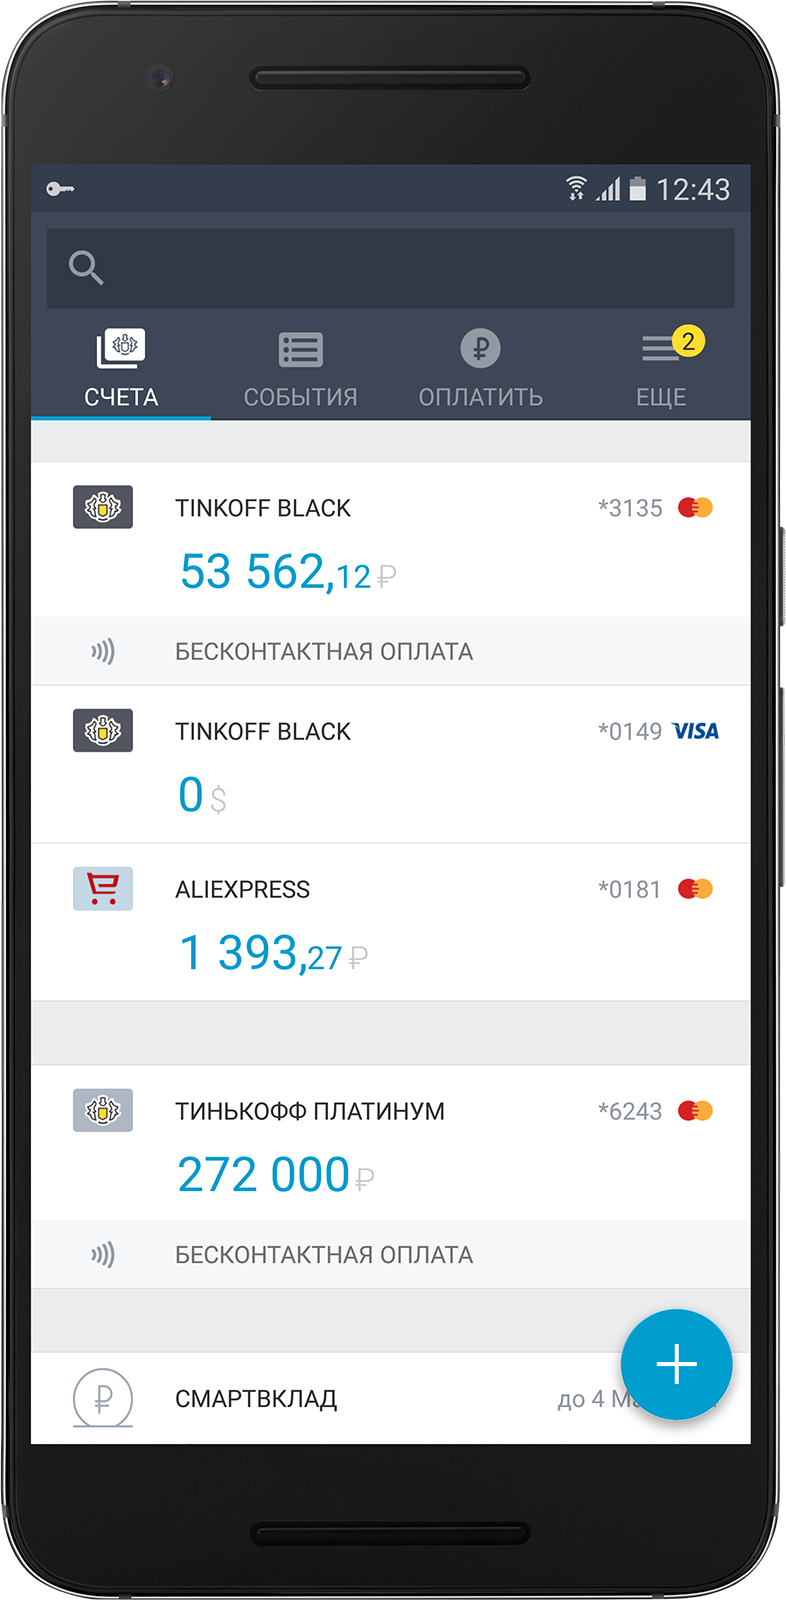 12:43
2
СЧЕТА СОБЫТИЯ ОПЛАТИТЬ ЕЩЕ
TINKOFF BLACK *3135
53 562,12 ₽
БЕСКОНТАКТНАЯ ОПЛАТА
TINKOFF BLACK *0149 VISA
0 $
ALIEXPRESS *0181
1 393,27 ₽
ТИНЬКОФФ ПЛАТИНУМ *6243
272 000 ₽
БЕСКОНТАКТНАЯ ОПЛАТА
СМАРТВКЛАД до 4